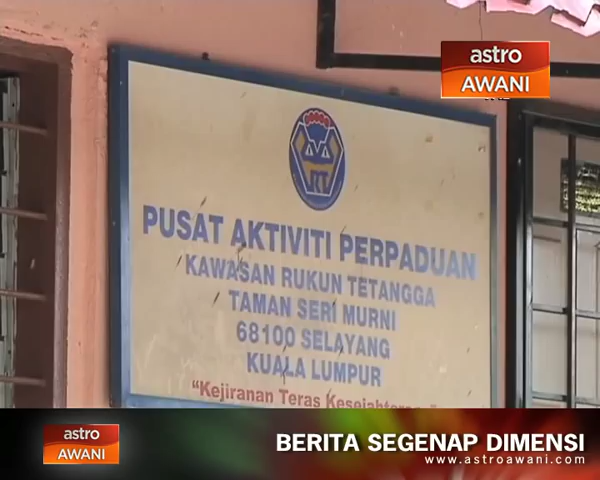 astro
AWANI
RT
PUSAT AKTIVITI PERPADUAN
KAWASAN RUKUN TETANGGA
TAMAN SERI MURNI
68100 SELAYANG
KUALA LUMPUR
"Kejiranan Teras
astro
AWANI
BERITA SEGENAP DIMENSI
www.astroawani.com